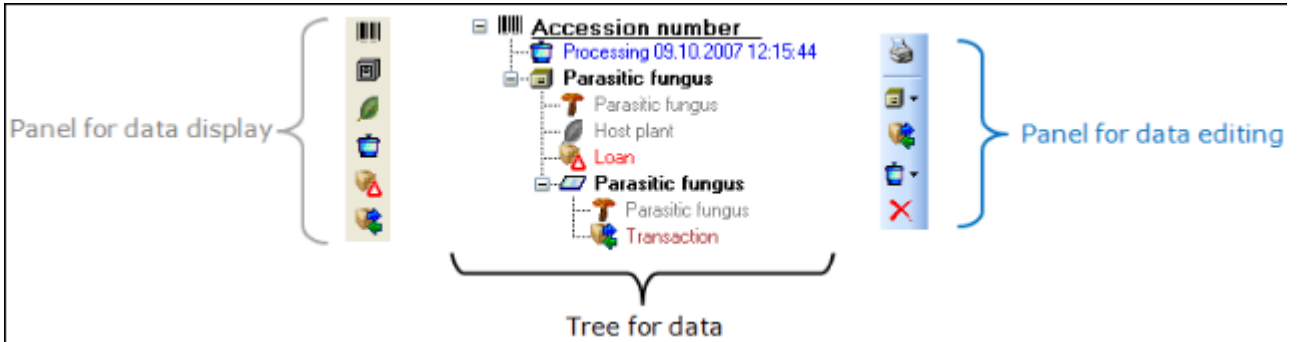 Panel for data display
Accession number
Processing 09.10.2007 12:15:44
Parasitic fungus
Parasitic fungus
Host plant
Loan
Parasitic fungus
Parasitic fungus
Transaction
Panel for data editing
Tree for data